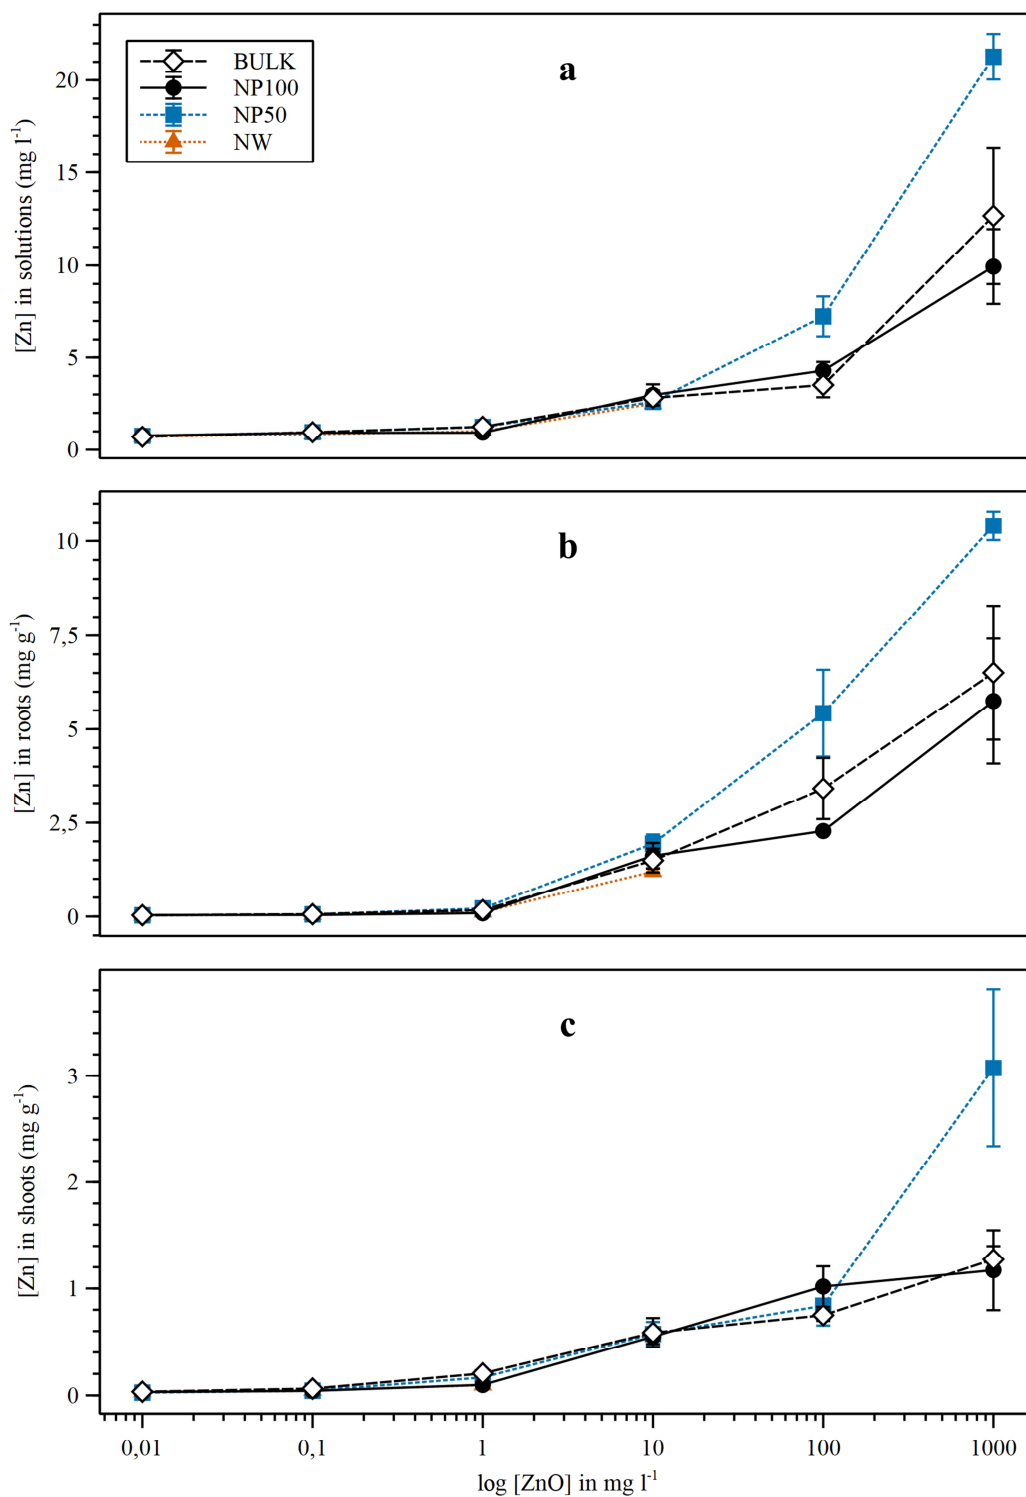 [Zn] in solutions (mg l⁻¹)
20
15
10
5
0
BULK
NP100
NP50
NW
a
[Zn] in roots (mg g⁻¹)
10
7,5
5
2,5
0
b
[Zn] in shoots (mg g⁻¹)
3
2
1
0
c
0,01 0,1 1 10 100 1000
log [ZnO] in mg l⁻¹